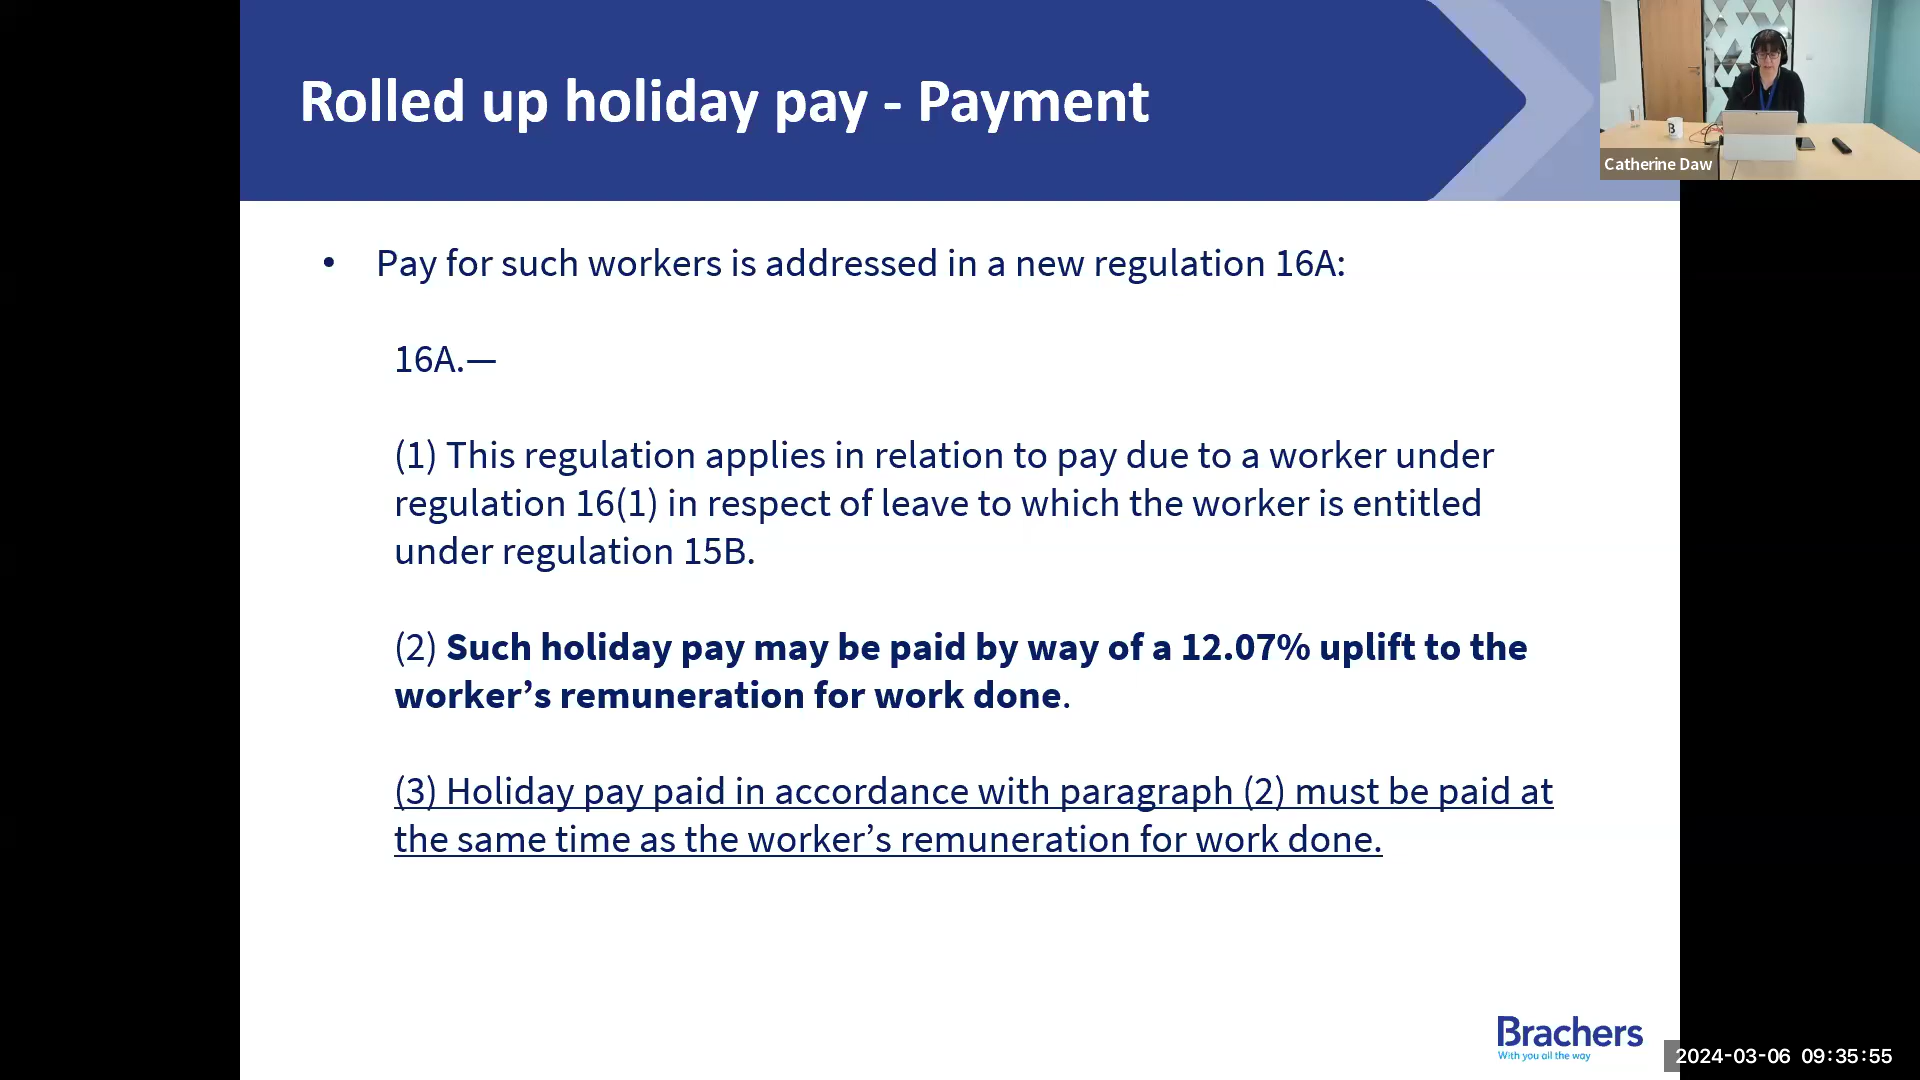 Rolled up holiday pay - Payment
Catherine Daw
• Pay for such workers is addressed in a new regulation 16A:
16A.—
(1) This regulation applies in relation to pay due to a worker under
regulation 16(1) in respect of leave to which the worker is entitled
under regulation 15B.
(2) Such holiday pay may be paid by way of a 12.07% uplift to the
worker’s remuneration for work done.
(3) Holiday pay paid in accordance with paragraph (2) must be paid at
the same time as the worker’s remuneration for work done.
B
Brachers
With you all the way
2024-03-06 09:35:55